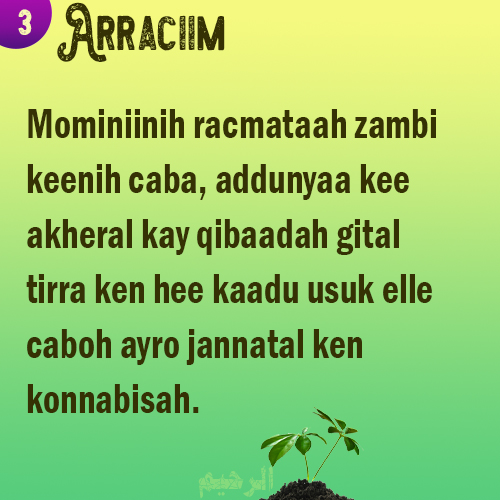 3
Arraciim
Mominiinih racmataah zambi
keenih caba, addunyaa kee
akheral kay qibaadah gital
tirra ken hee kaadu usuk elle
caboh ayro jannatal ken
konnabisah.
الرحيم